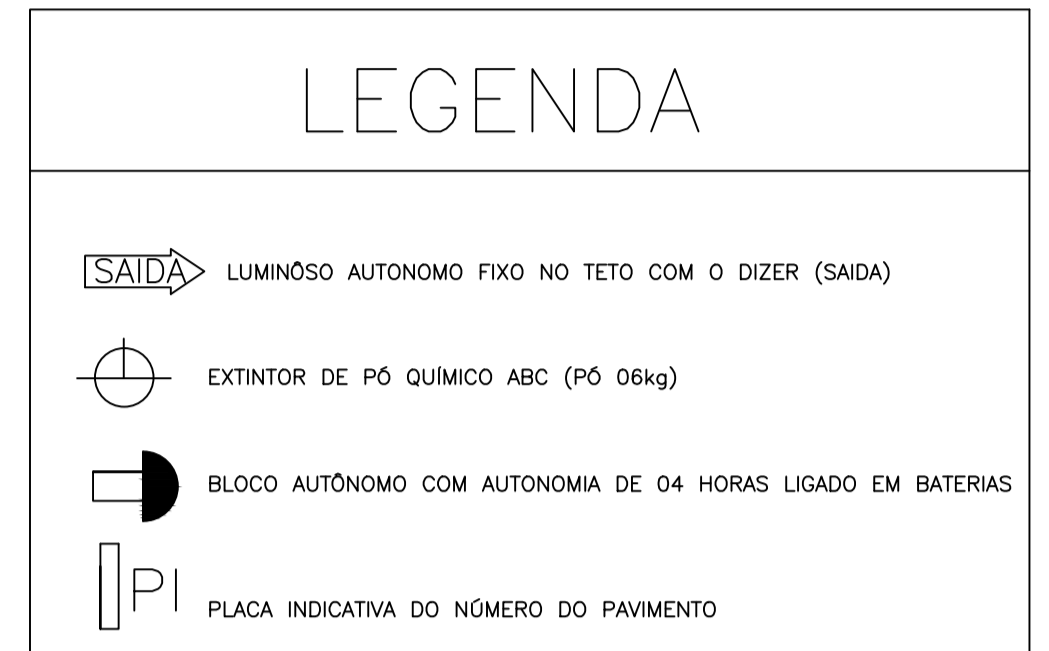 LEGENDA
SAIDA LUMINÔSO AUTONOMO FIXO NO TETO COM O DIZER (SAIDA)
EXTINTOR DE PÓ QUÍMICO ABC (PÓ 06kg)
BLOCO AUTÔNOMO COM AUTONOMIA DE 04 HORAS LIGADO EM BATERIAS
PI PLACA INDICATIVA DO NÚMERO DO PAVIMENTO